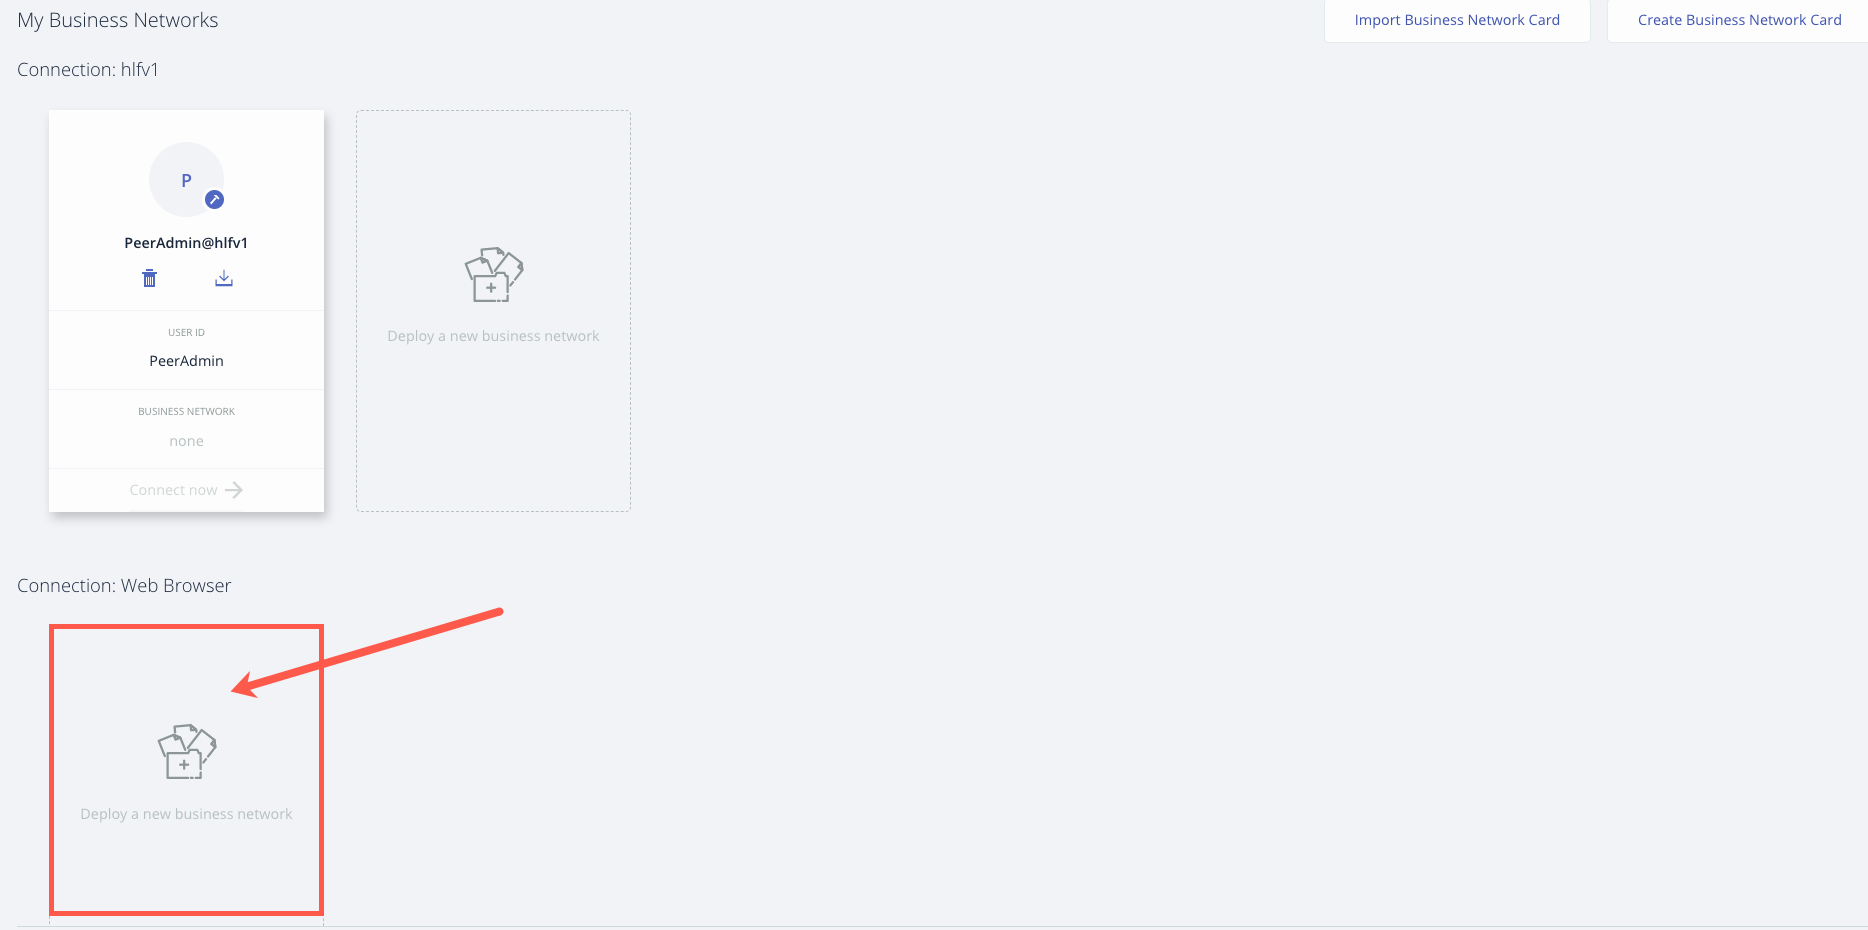 My Business Networks
Import Business Network Card
Create Business Network Card
Connection: hlfv1
P
PeerAdmin@hlfv1
USER ID
PeerAdmin
BUSINESS NETWORK
none
Connect now
Deploy a new business network
Connection: Web Browser
Deploy a new business network